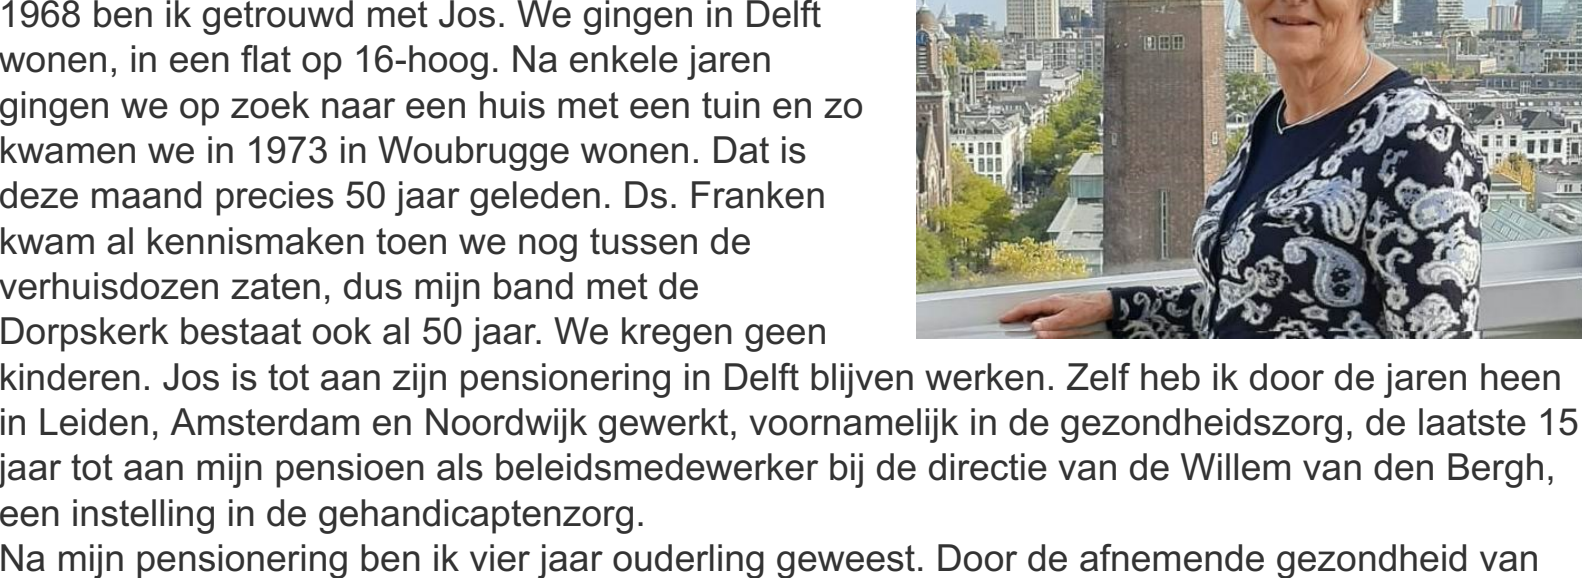 1968 ben ik getrouwd met Jos. We gingen in Delft
wonen, in een flat op 16-hoog. Na enkele jaren
gingen we op zoek naar een huis met een tuin en zo
kwamen we in 1973 in Woubrugge wonen. Dat is
deze maand precies 50 jaar geleden. Ds. Franken
kwam al kennismaken toen we nog tussen de
verhuisdozen zaten, dus mijn band met de
Dorpskerk bestaat ook al 50 jaar. We kregen geen
kinderen. Jos is tot aan zijn pensionering in Delft blijven werken. Zelf heb ik door de jaren heen
in Leiden, Amsterdam en Noordwijk gewerkt, voornamelijk in de gezondheidszorg, de laatste 15
jaar tot aan mijn pensioen als beleidsmedewerker bij de directie van de Willem van den Bergh,
een instelling in de gehandicaptenzorg.
Na mijn pensionering ben ik vier jaar ouderling geweest. Door de afnemende gezondheid van